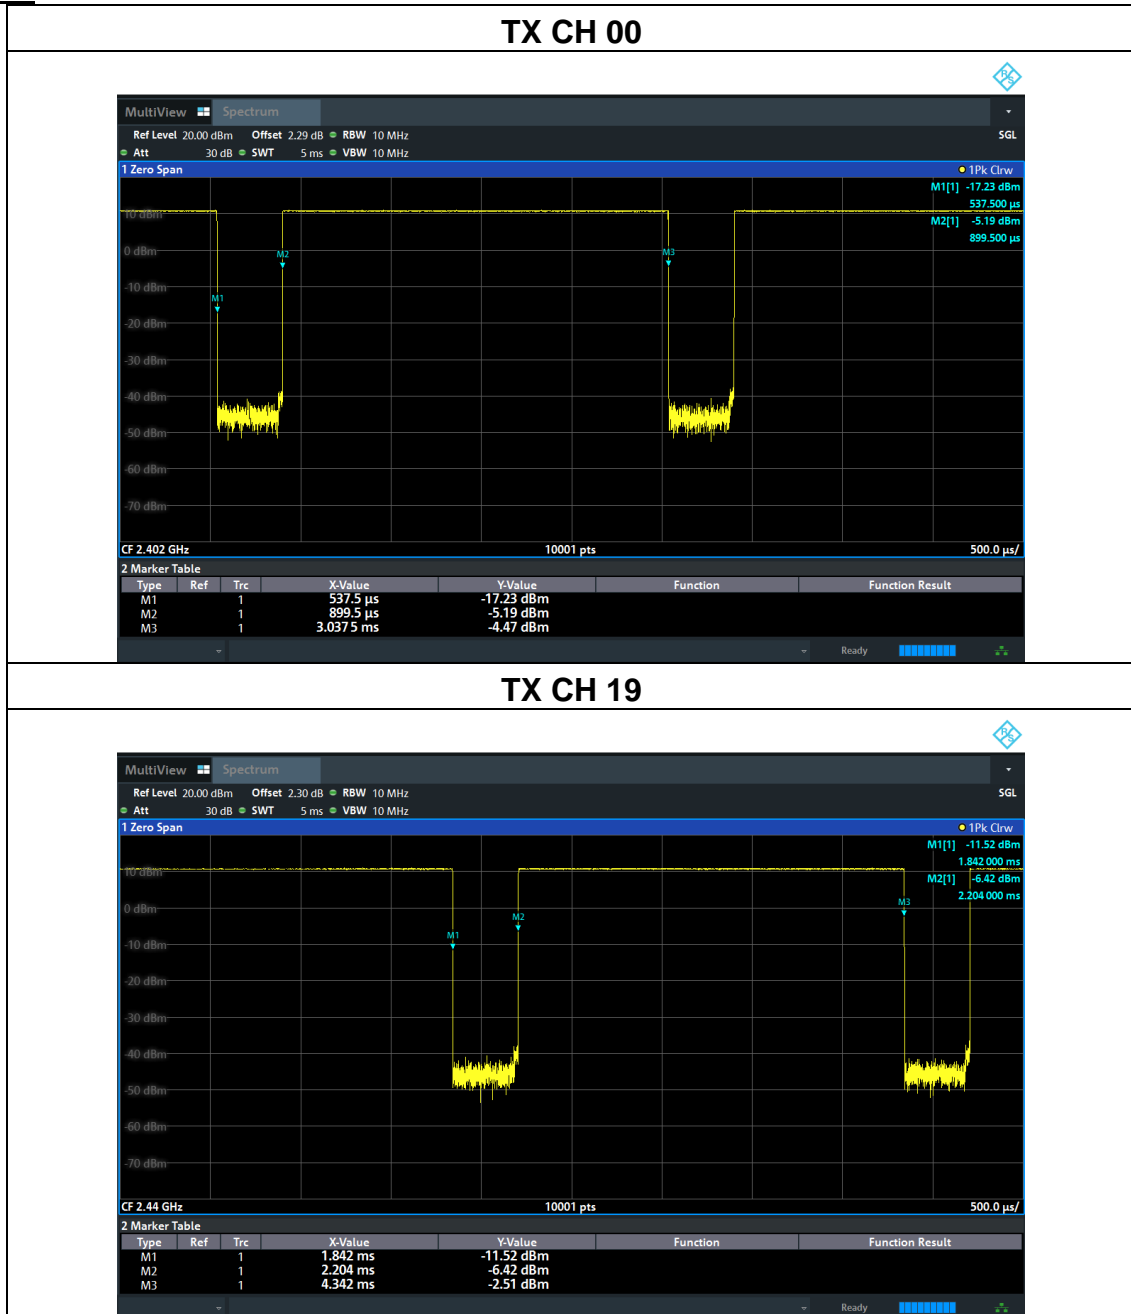 TX CH 00
R S
MultiView Spectrum
Ref Level 20.00 dBm Offset 2.29 dB RBW 10 MHz SGL
Att 30 dB SWT 5 ms VBW 10 MHz
1 Zero Span 1Pk Clrw
M1[1] -17.23 dBm
537.500 µs
10 dBm
M2[1] -5.19 dBm
899.500 µs
0 dBm
M2
M3
-10 dBm
M1
-20 dBm
-30 dBm
-40 dBm
-50 dBm
-60 dBm
-70 dBm
CF 2.402 GHz 10001 pts 500.0 µs/
2 Marker Table
Type Ref Trc X-Value Y-Value Function Function Result
M1 1 537.5 µs -17.23 dBm
M2 1 899.5 µs -5.19 dBm
M3 1 3.0375 ms -4.47 dBm
Ready
TX CH 19
R S
MultiView Spectrum
Ref Level 20.00 dBm Offset 2.30 dB RBW 10 MHz SGL
Att 30 dB SWT 5 ms VBW 10 MHz
1 Zero Span 1Pk Clrw
M1[1] -11.52 dBm
1.842 000 ms
10 dBm
M2[1] -6.42 dBm
2.204 000 ms
M3
0 dBm
M2
M1
-10 dBm
-20 dBm
-30 dBm
-40 dBm
-50 dBm
-60 dBm
-70 dBm
CF 2.44 GHz 10001 pts 500.0 µs/
2 Marker Table
Type Ref Trc X-Value Y-Value Function Function Result
M1 1 1.842 ms -11.52 dBm
M2 1 2.204 ms -6.42 dBm
M3 1 4.342 ms -2.51 dBm
Ready